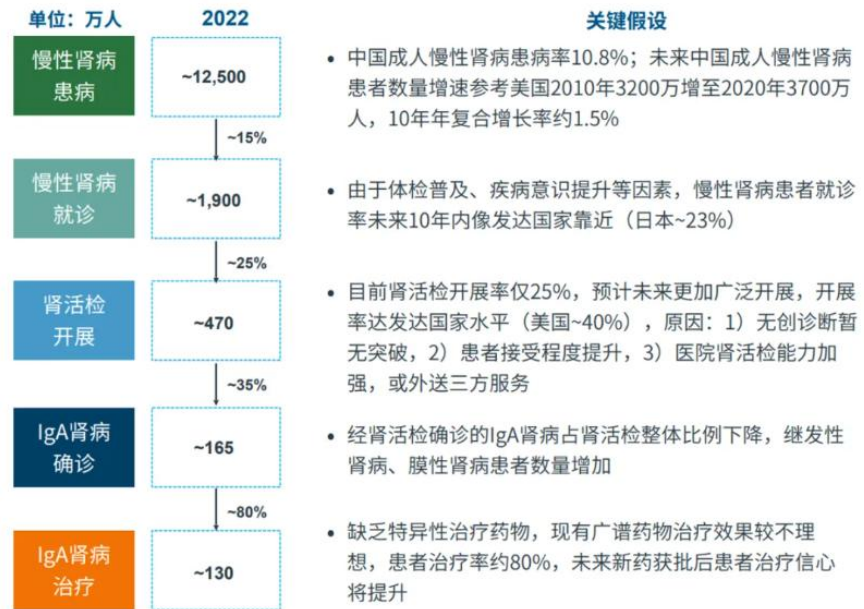 单位：万人
2022
关键假设
慢性肾病
患病
~12,500
• 中国成人慢性肾病患病率10.8%；未来中国成人慢性肾病
患者数量增速参考美国2010年3200万增至2020年3700万
人，10年年复合增长率约1.5%
~15%
慢性肾病
就诊
~1,900
• 由于体检普及、疾病意识提升等因素，慢性肾病患者就诊
率未来10年内像发达国家靠近（日本~23%）
~25%
肾活检
开展
~470
• 目前肾活检开展率仅25%，预计未来更加广泛开展，开展
率达发达国家水平（美国~40%），原因：1）无创诊断暂
无突破，2）患者接受程度提升，3）医院肾活检能力加
强，或外送三方服务
~35%
IgA肾病
确诊
~165
• 经肾活检确诊的IgA肾病占肾活检整体比例下降，继发性
肾病、膜性肾病患者数量增加
~80%
IgA肾病
治疗
~130
• 缺乏特异性治疗药物，现有广谱药物治疗效果较不理
想，患者治疗率约80%，未来新药获批后患者治疗信心
将提升